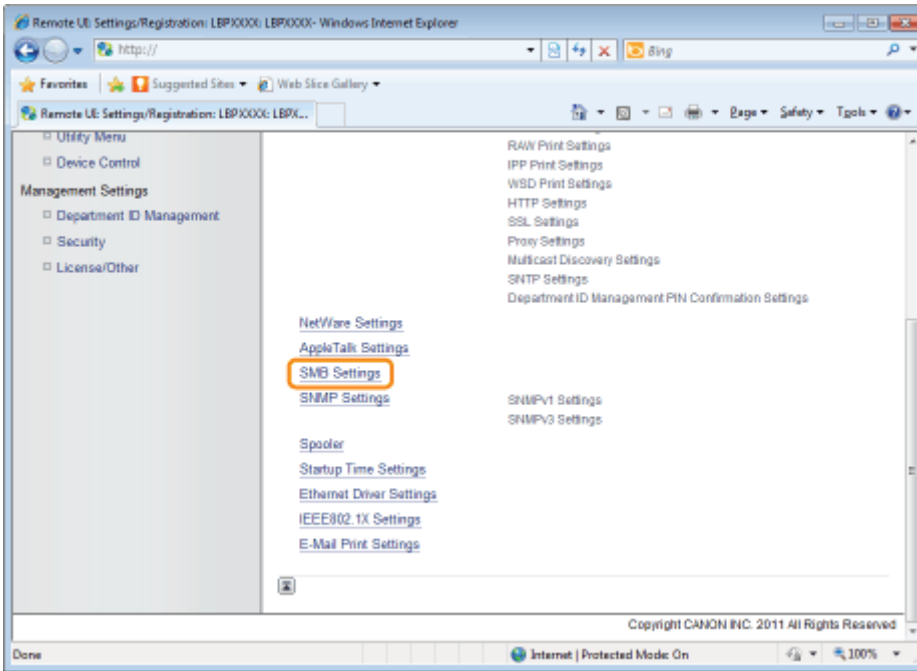 Remote UI: Settings/Registration: LBPXXXX: LBPXXXX- Windows Internet Explorer
http://
Bing
Favorites Suggested Sites Web Slice Gallery
Remote UI: Settings/Registration: LBPXXXX: LBPX...
Page Safety Tools
Utility Menu
Device Control
Management Settings
Department ID Management
Security
License/Other
RAW Print Settings
IPP Print Settings
WSD Print Settings
HTTP Settings
SSL Settings
Proxy Settings
Multicast Discovery Settings
SNTP Settings
Department ID Management PIN Confirmation Settings
NetWare Settings
AppleTalk Settings
SMB Settings
SNMP Settings
SNMPv1 Settings
SNMPv3 Settings
Spooler
Startup Time Settings
Ethernet Driver Settings
IEEE802.1X Settings
E-Mail Print Settings
Copyright CANON INC. 2011 All Rights Reserved
Done
Internet | Protected Mode: On
100%